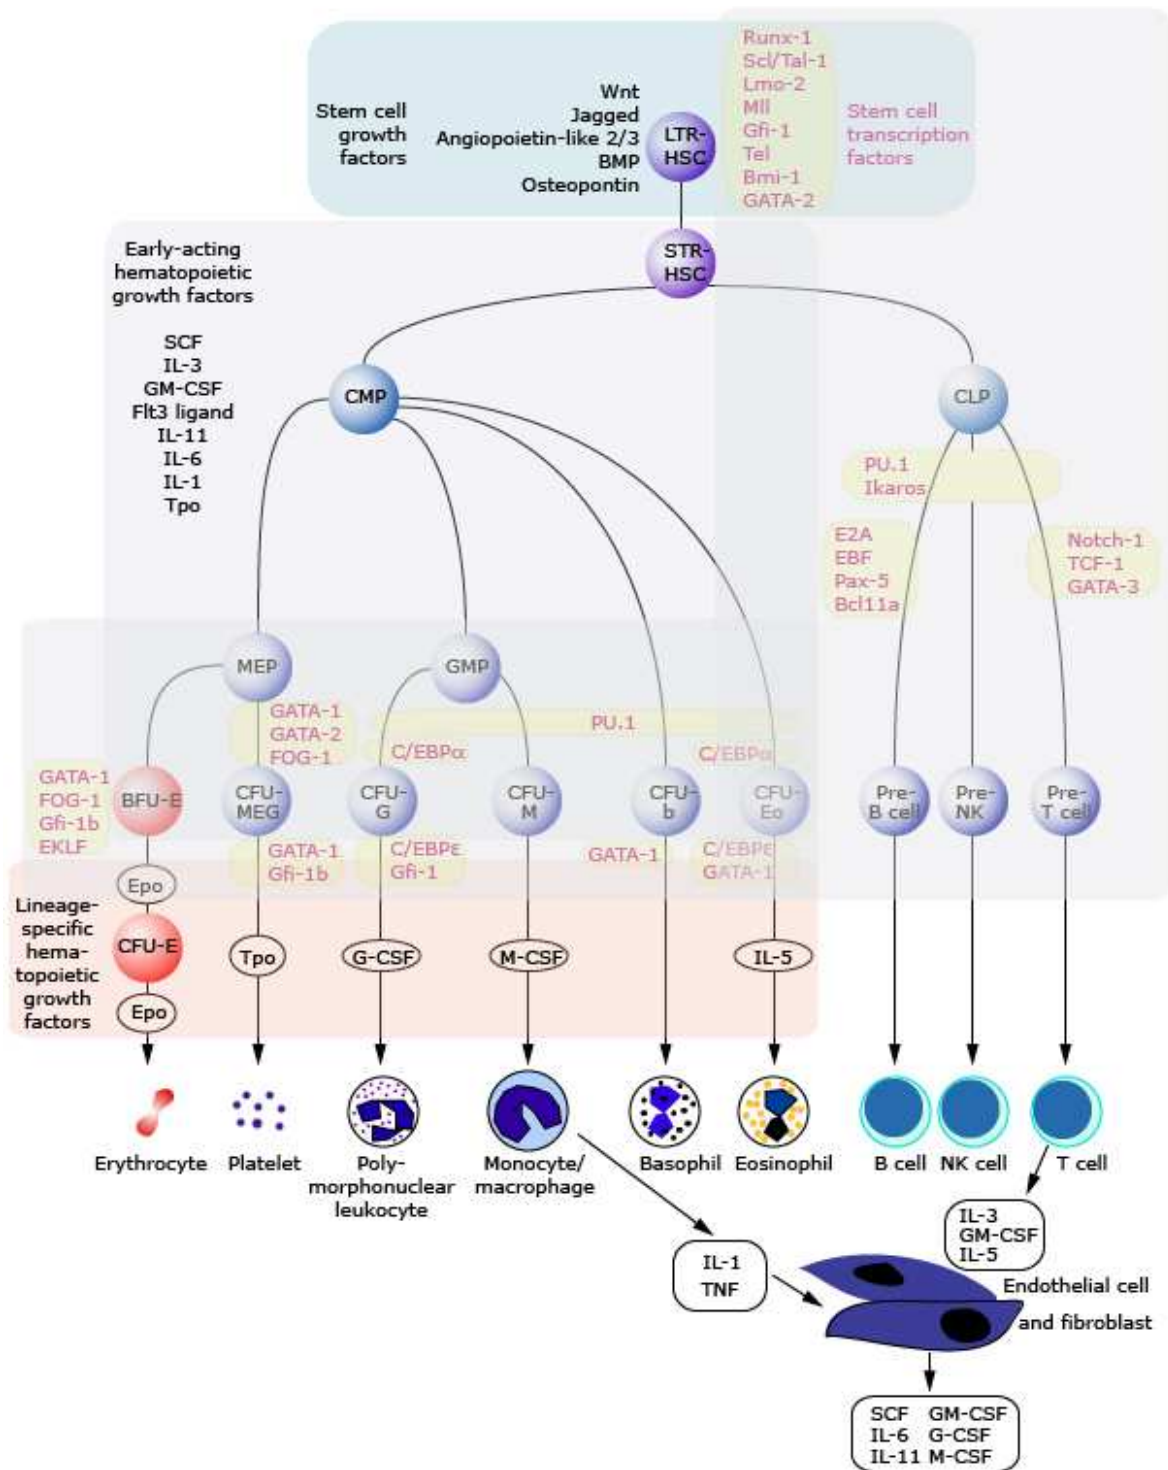 Stem cell
growth
factors
Wnt
Jagged
Angiopoietin-like 2/3
BMP
Osteopontin
LTR-
HSC
Runx-1
Scl/Tal-1
Lmo-2
Mll
Gfi-1
Tel
Bmi-1
GATA-2
Stem cell
transcription
factors
STR-
HSC
Early-acting
hematopoietic
growth factors
SCF
IL-3
GM-CSF
Flt3 ligand
IL-11
IL-6
IL-1
Tpo
CMP
CLP
PU.1
Ikaros
E2A
EBF
Pax-5
Bcl11a
Notch-1
TCF-1
GATA-3
MEP
GMP
GATA-1
GATA-2
FOG-1
PU.1
C/EBPα
C/EBPα
GATA-1
FOG-1
Gfi-1b
EKLF
BFU-E
CFU-
MEG
CFU-
G
CFU-
M
CFU-
b
CFU-
Eo
Pre-
B cell
Pre-
NK
Pre-
T cell
GATA-1
Gfi-1b
C/EBPε
Gfi-1
GATA-1
C/EBPε
GATA-1
Lineage-
specific
hema-
topoietic
growth
factors
Epo
CFU-E
Epo
Tpo
G-CSF
M-CSF
IL-5
Erythrocyte
Platelet
Poly-
morphonuclear
leukocyte
Monocyte/
macrophage
Basophil
Eosinophil
B cell
NK cell
T cell
IL-3
GM-CSF
IL-5
IL-1
TNF
Endothelial cell
and fibroblast
SCF GM-CSF
IL-6 G-CSF
IL-11 M-CSF